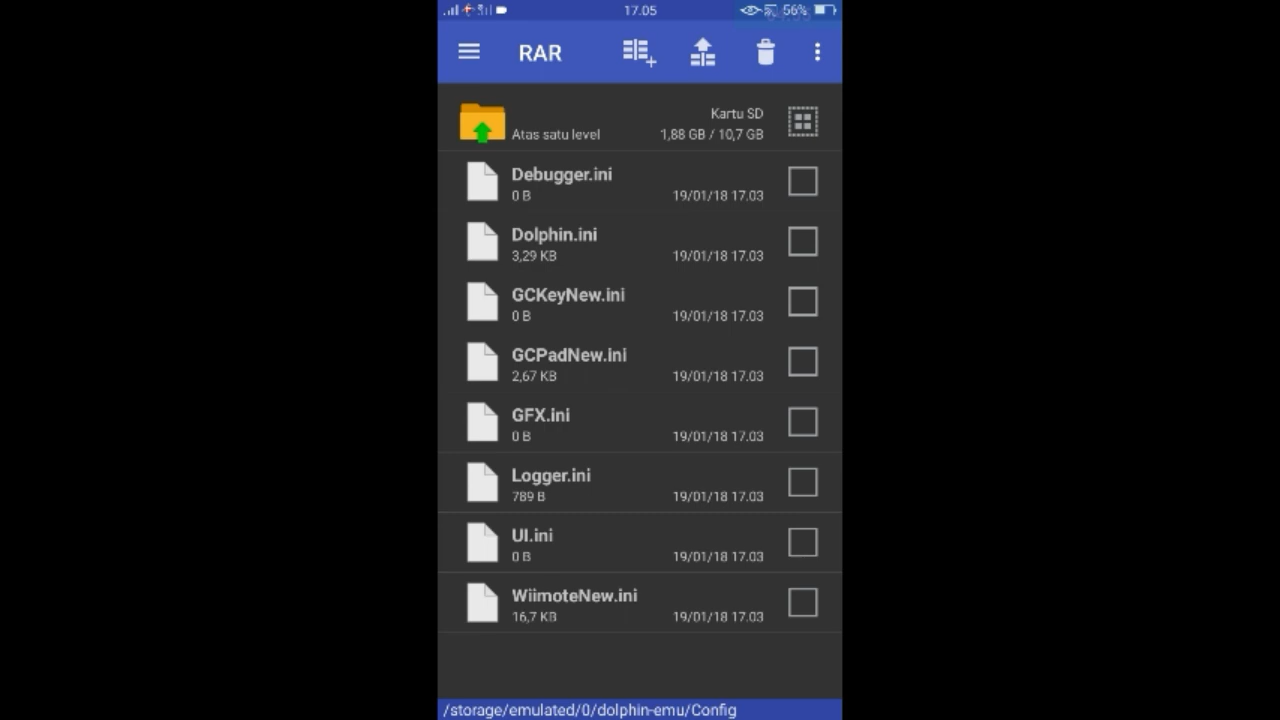 17.05
56%
RAR
Kartu SD
Atas satu level
1,88 GB / 10,7 GB
Debugger.ini
0 B
19/01/18 17.03
Dolphin.ini
3,29 KB
19/01/18 17.03
GCKeyNew.ini
0 B
19/01/18 17.03
GCPadNew.ini
2,67 KB
19/01/18 17.03
GFX.ini
0 B
19/01/18 17.03
Logger.ini
789 B
19/01/18 17.03
UI.ini
0 B
19/01/18 17.03
WiimoteNew.ini
16,7 KB
19/01/18 17.03
/storage/emulated/0/dolphin-emu/Config